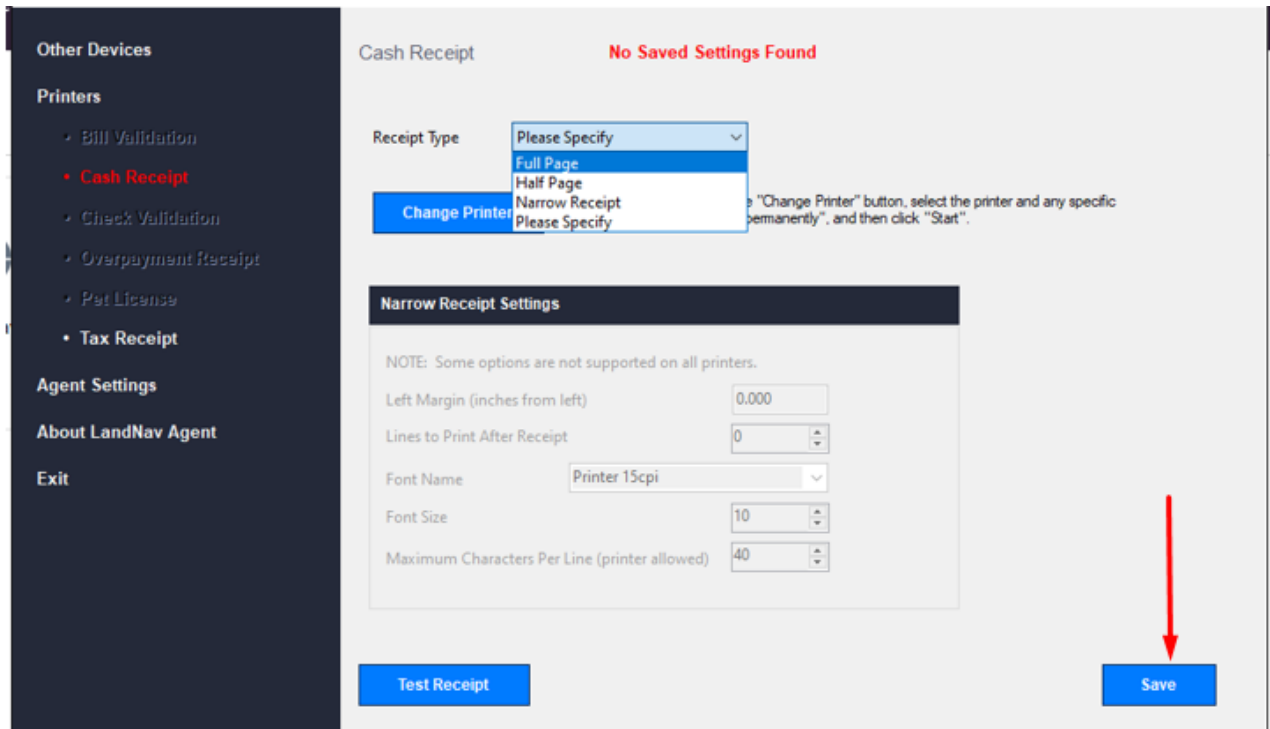 Other Devices
Printers
• Bill Validation
• Cash Receipt
• Check Validation
• Overpayment Receipt
• Pet License
• Tax Receipt
Agent Settings
About LandNav Agent
Exit
Cash Receipt
No Saved Settings Found
Receipt Type
Please Specify
Full Page
Half Page
Narrow Receipt
Please Specify
Change Printer
"Change Printer" button, select the printer and any specific
permanently", and then click "Start".
Narrow Receipt Settings
NOTE: Some options are not supported on all printers.
Left Margin (inches from left) 0.000
Lines to Print After Receipt 0
Font Name Printer 15cpi
Font Size 10
Maximum Characters Per Line (printer allowed) 40
Test Receipt
Save